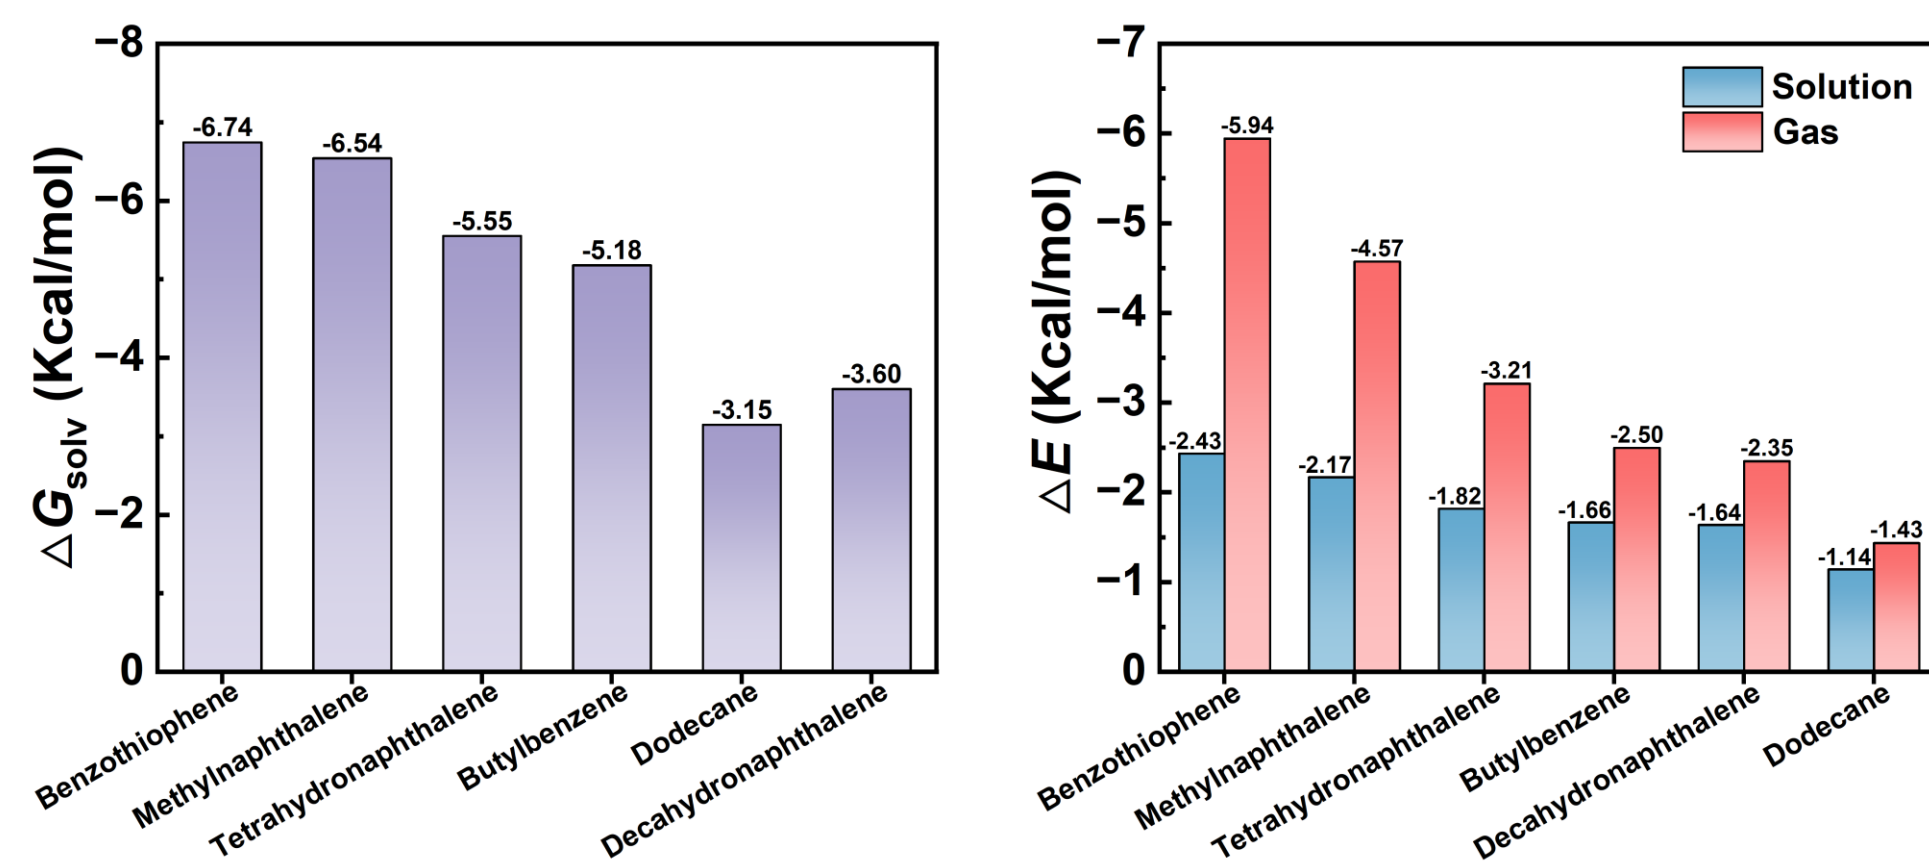 △Gsolv (Kcal/mol)
−8
−6
−4
−2
0
-6.74
-6.54
-5.55
-5.18
-3.15
-3.60
Benzothiophene
Methylnaphthalene
Tetrahydronaphthalene
Butylbenzene
Dodecane
Decahydronaphthalene
△E (Kcal/mol)
−7
−6
−5
−4
−3
−2
−1
0
Solution
Gas
-2.43
-5.94
-2.17
-4.57
-1.82
-3.21
-1.66
-2.50
-1.64
-2.35
-1.14
-1.43
Benzothiophene
Methylnaphthalene
Tetrahydronaphthalene
Butylbenzene
Decahydronaphthalene
Dodecane